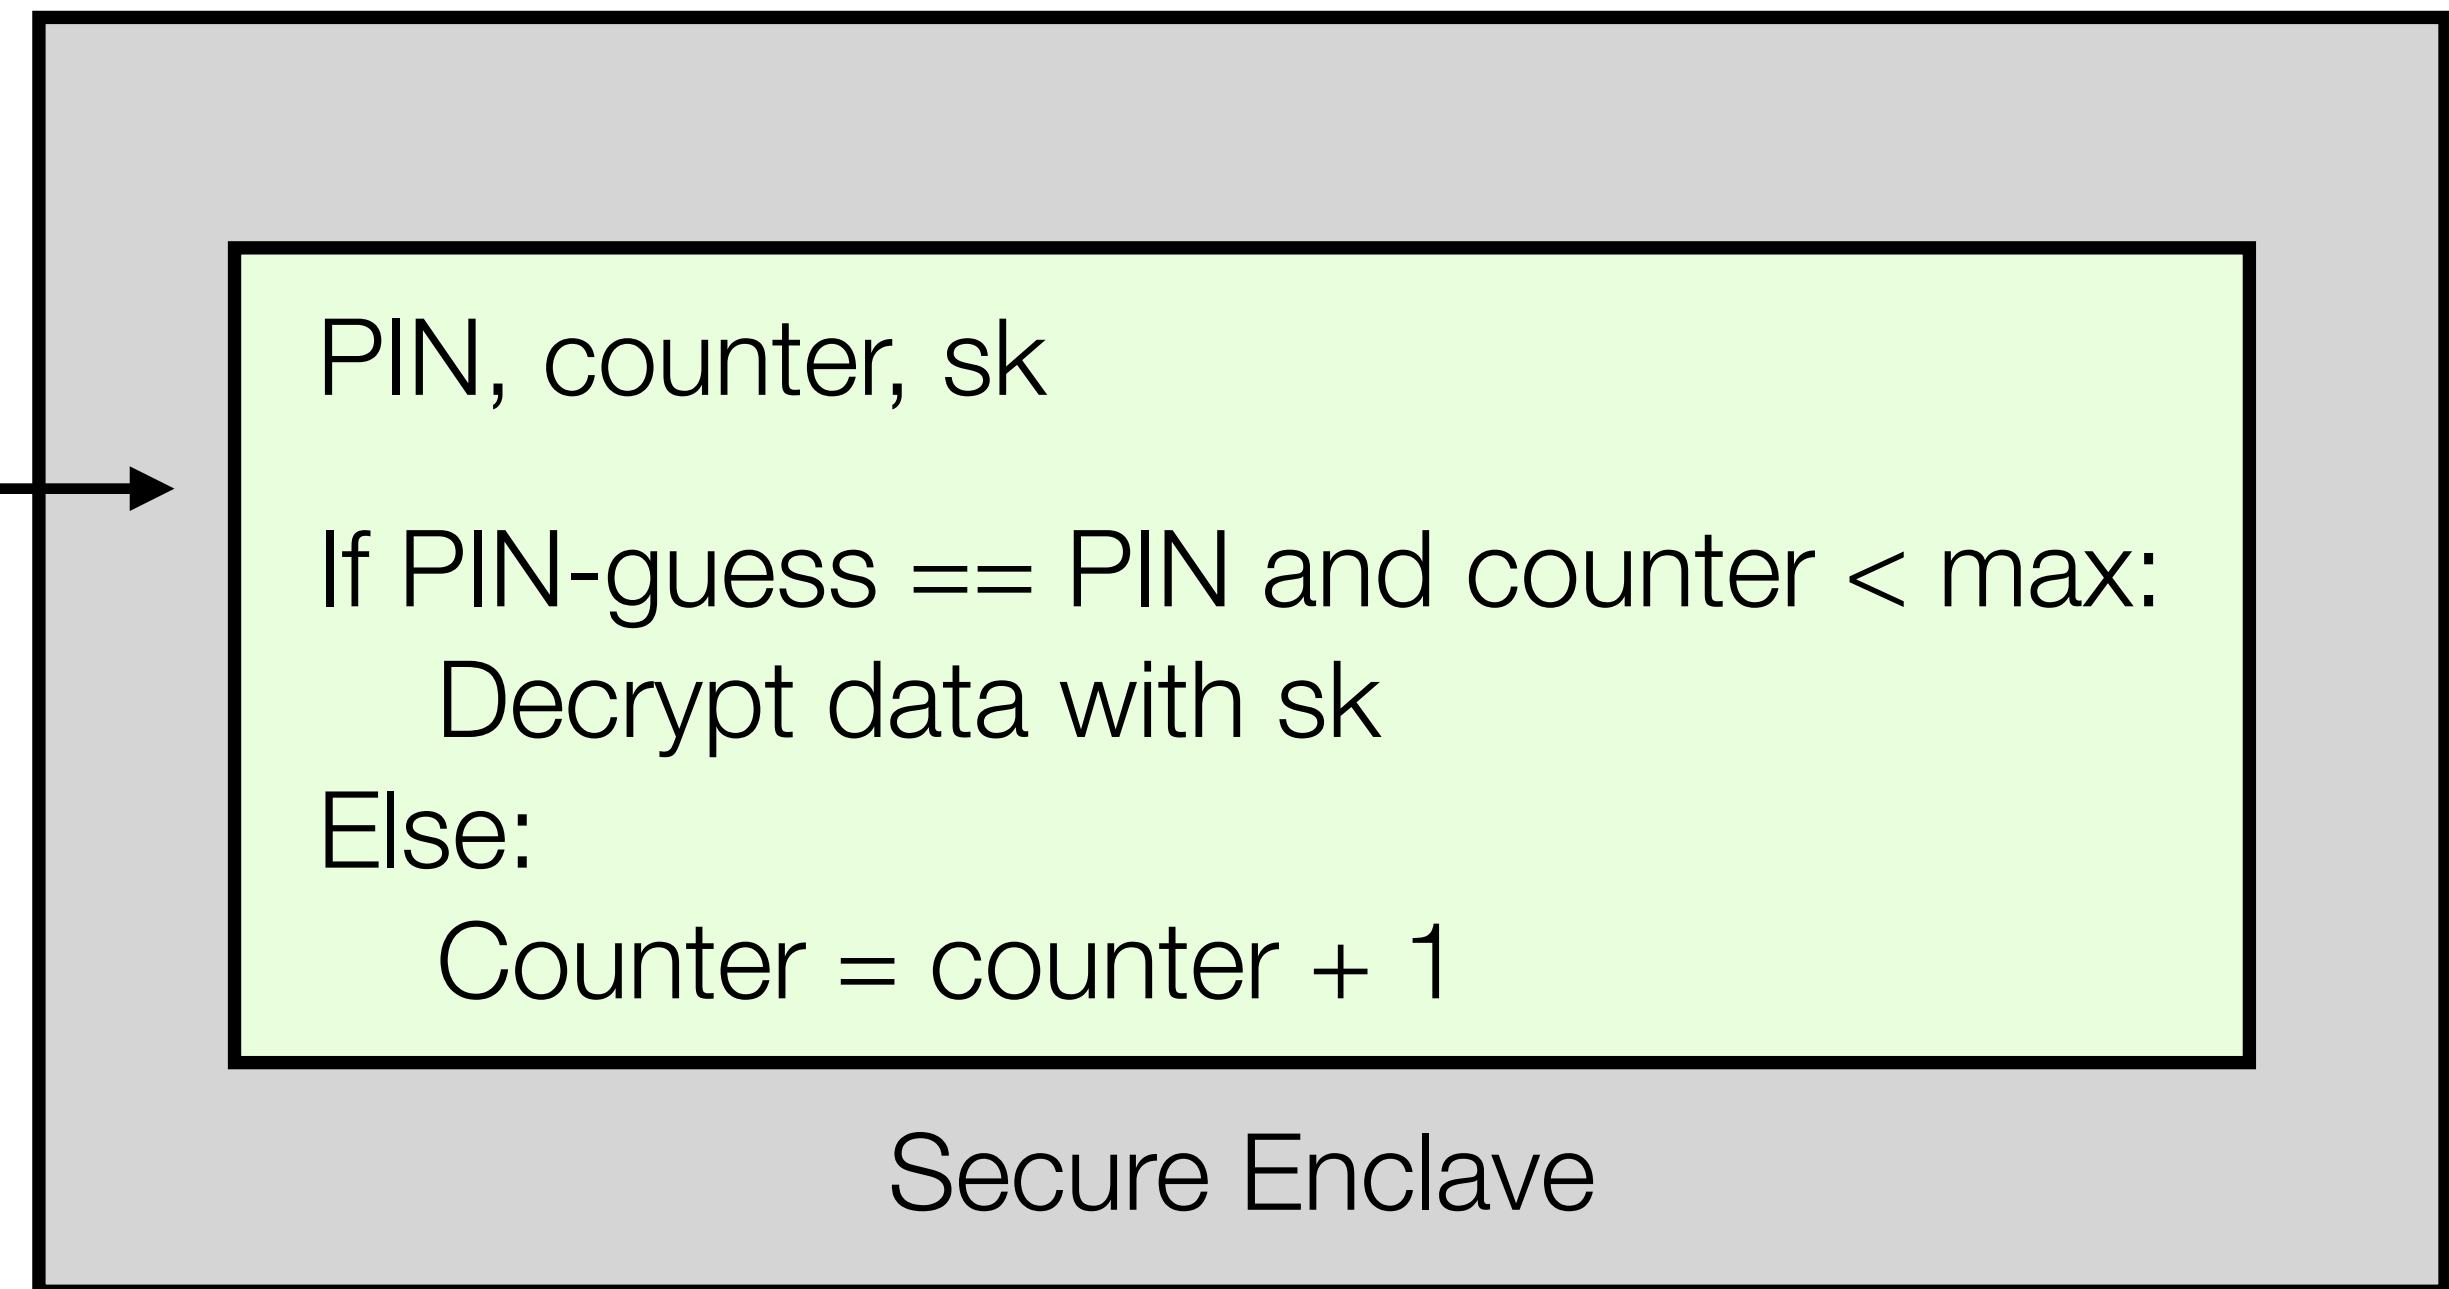 PIN, counter, sk
If PIN-guess == PIN and counter < max:
Decrypt data with sk
Else:
Counter = counter + 1
Secure Enclave